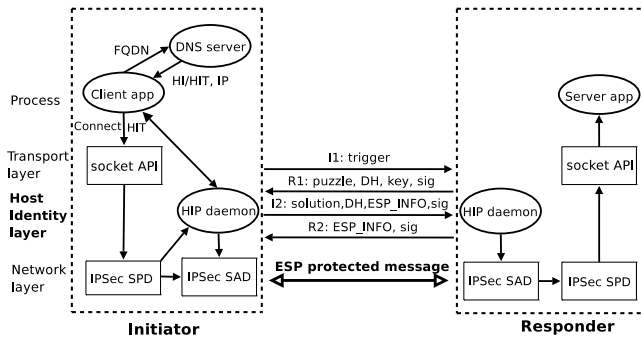 DNS server
FQDN
HI/HIT, IP
Process
Client app
Server app
Connect
HIT
Transport
layer
socket API
I1: trigger
socket API
R1: puzzle, DH, key, sig
Host
Identity
layer
HIP daemon
I2: solution,DH,ESP_INFO,sig
HIP daemon
R2: ESP_INFO, sig
Network
layer
IPSec SPD
IPSec SAD
ESP protected message
IPSec SAD
IPSec SPD
Initiator
Responder